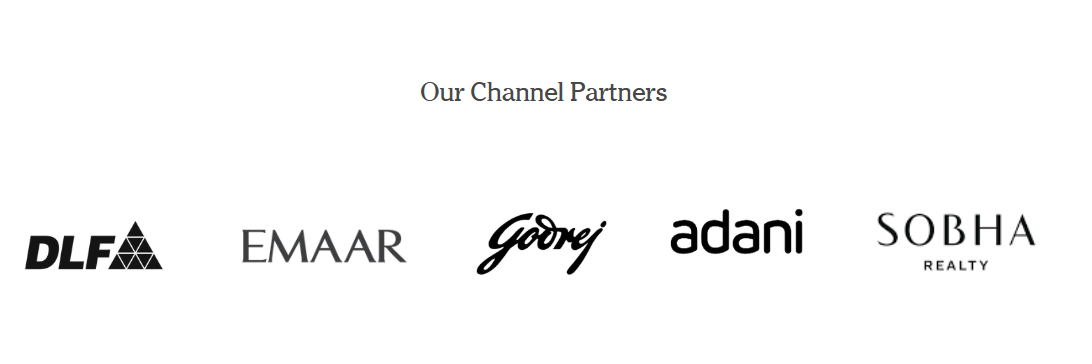 Our Channel Partners
DLF
EMAAR
Godrej
adani
SOBHA
REALTY